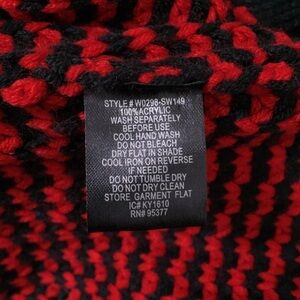 STYLE # W0298-SW149
100%ACRYLIC
WASH SEPARATELY
BEFORE USE
COOL HAND WASH
DO NOT BLEACH
DRY FLAT IN SHADE
COOL IRON ON REVERSE
IF NEEDED
DO NOT TUMBLE DRY
DO NOT DRY CLEAN
STORE GARMENT FLAT
IC# KY1610
RN# 95377